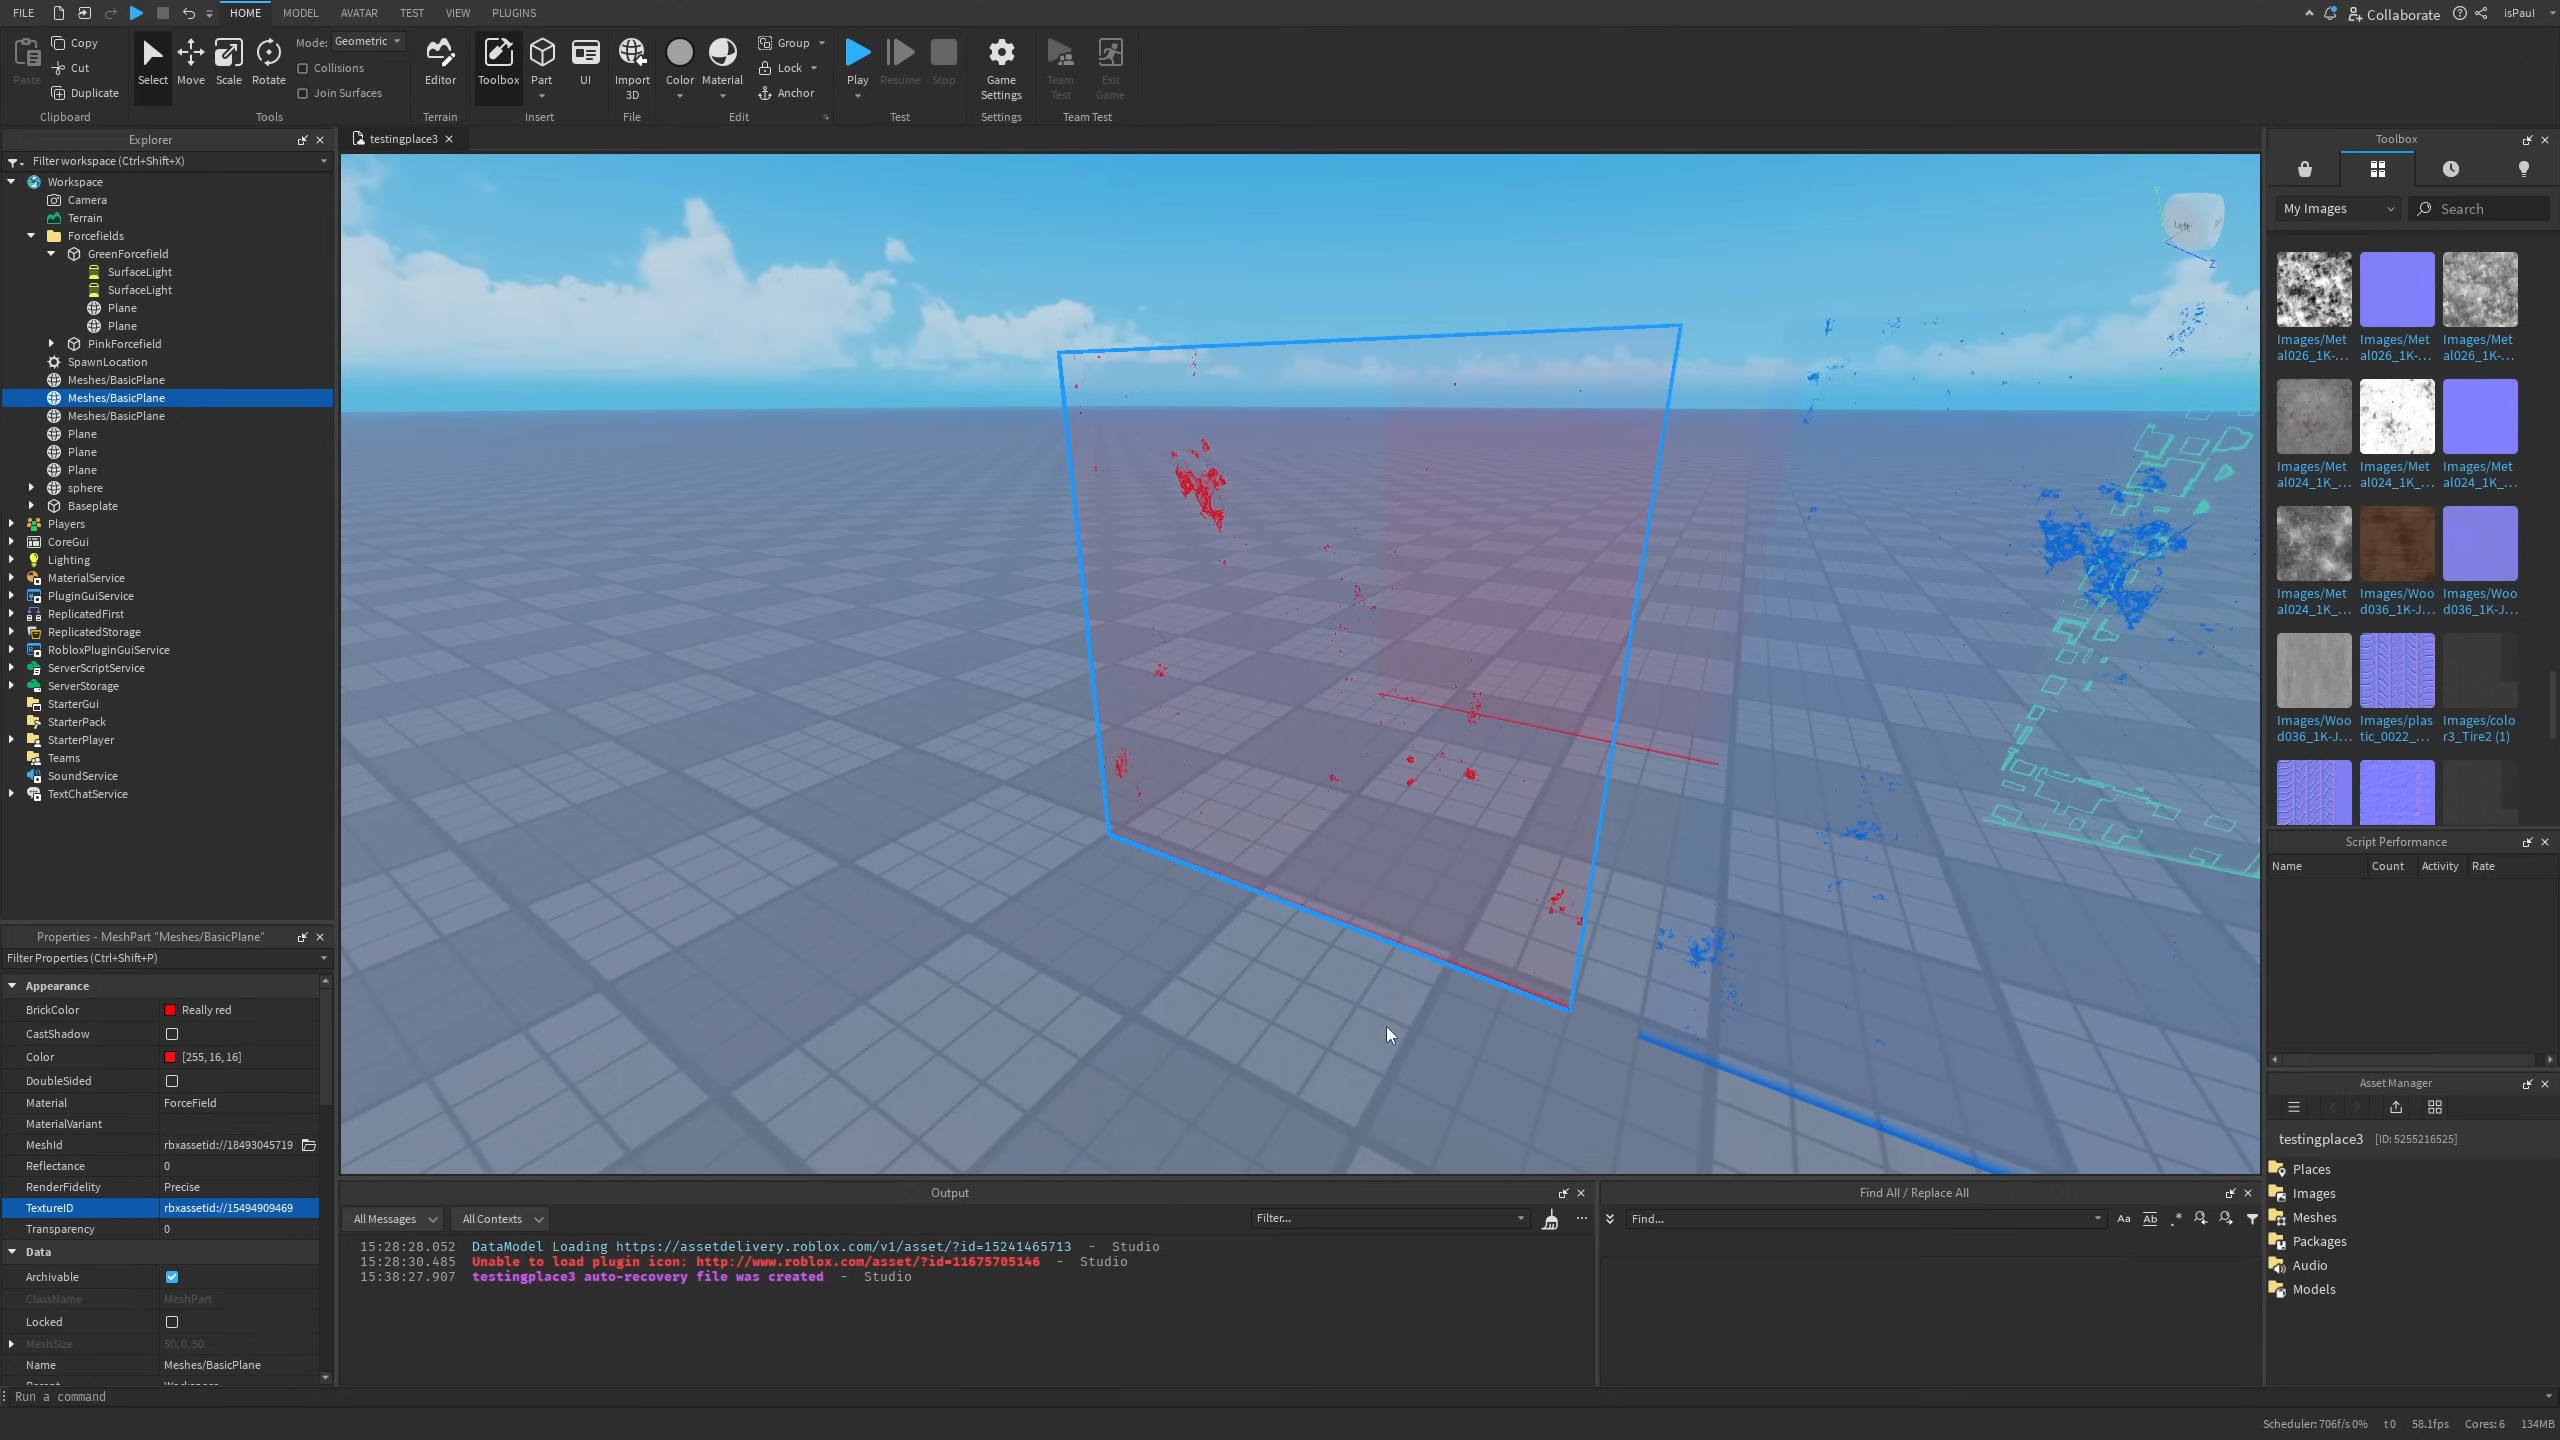 FILE
HOME
MODEL
AVATAR
TEST
VIEW
PLUGINS
Collaborate
isPaul
Paste
Copy
Cut
Duplicate
Clipboard
Select
Move
Scale
Rotate
Mode: Geometric
Collisions
Join Surfaces
Tools
Editor
Terrain
Toolbox
Part
UI
Insert
Import
3D
File
Color
Material
Group
Lock
Anchor
Edit
Play
Resume
Stop
Test
Game
Settings
Settings
Team
Test
Exit
Game
Team Test
Explorer
Filter workspace (Ctrl+Shift+X)
Workspace
Camera
Terrain
Forcefields
GreenForcefield
SurfaceLight
SurfaceLight
Plane
Plane
PinkForcefield
SpawnLocation
Meshes/BasicPlane
Meshes/BasicPlane
Meshes/BasicPlane
Plane
Plane
Plane
sphere
Baseplate
Players
CoreGui
Lighting
MaterialService
PluginGuiService
ReplicatedFirst
ReplicatedStorage
RobloxPluginGuiService
ServerScriptService
ServerStorage
StarterGui
StarterPack
StarterPlayer
Teams
SoundService
TextChatService
Properties - MeshPart "Meshes/BasicPlane"
Filter Properties (Ctrl+Shift+P)
Appearance
BrickColor Really red
CastShadow
Color [255, 16, 16]
DoubleSided
Material ForceField
MaterialVariant
MeshId rbxassetid://18493045719
Reflectance 0
RenderFidelity Precise
TextureID rbxassetid://15494909469
Transparency 0
Data
Archivable
ClassName MeshPart
Locked
MeshSize 50, 0, 50
Name Meshes/BasicPlane
Run a command
testingplace3
Y
Left
Z
Output
All Messages
All Contexts
Filter...
15:28:28.052 DataModel Loading https://assetdelivery.roblox.com/v1/asset/?id=15241465713 - Studio
15:28:30.485 Unable to load plugin icon: http://www.roblox.com/asset/?id=11675705146 - Studio
15:38:27.907 testingplace3 auto-recovery file was created - Studio
Find All / Replace All
Find...
Aa
Ab
.*
Toolbox
My Images
Search
Images/Met
al026_1K-...
Images/Met
al026_1K-...
Images/Met
al026_1K-...
Images/Met
al024_1K_...
Images/Met
al024_1K_...
Images/Met
al024_1K_...
Images/Met
al024_1K_...
Images/Woo
d036_1K-J...
Images/Woo
d036_1K-J...
Images/Woo
d036_1K-J...
Images/plas
tic_0022_...
Images/colo
r3_Tire2 (1)
Script Performance
Name
Count
Activity
Rate
Asset Manager
testingplace3 [ID: 5255216525]
Places
Images
Meshes
Packages
Audio
Models
Scheduler: 706f/s 0%
t 0
58.1fps
Cores: 6
134MB